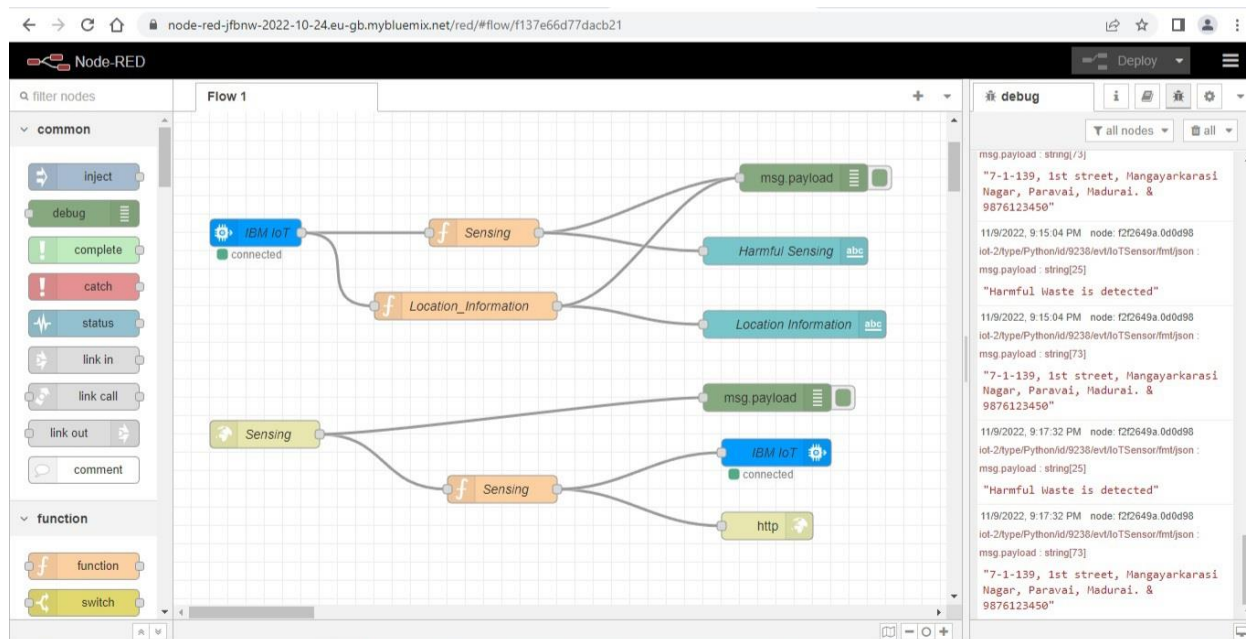 node-red-jfbnw-2022-10-24.eu-gb.mybluemix.net/red/#flow/f137e66d77dacb21
Node-RED
Deploy
filter nodes
common
inject
debug
complete
catch
status
link in
link call
link out
comment
function
function
switch
Flow 1
IBM IoT
connected
Sensing
Location_Information
msg.payload
Harmful Sensing
abc
Location Information
abc
Sensing
msg.payload
Sensing
IBM IoT
connected
http
debug
i
all nodes
all
msg.payload : string[73]
"7-1-139, 1st street, Mangayarkarasi
Nagar, Paravai, Madurai. &
9876123450"
11/9/2022, 9:15:04 PM node: f2f2649a.0d0d98
iot-2/type/Python/id/9238/evt/IoTSensor/fmt/json :
msg.payload : string[25]
"Harmful Waste is detected"
11/9/2022, 9:15:04 PM node: f2f2649a.0d0d98
iot-2/type/Python/id/9238/evt/IoTSensor/fmt/json :
msg.payload : string[73]
"7-1-139, 1st street, Mangayarkarasi
Nagar, Paravai, Madurai. &
9876123450"
11/9/2022, 9:17:32 PM node: f2f2649a.0d0d98
iot-2/type/Python/id/9238/evt/IoTSensor/fmt/json :
msg.payload : string[25]
"Harmful Waste is detected"
11/9/2022, 9:17:32 PM node: f2f2649a.0d0d98
iot-2/type/Python/id/9238/evt/IoTSensor/fmt/json :
msg.payload : string[73]
"7-1-139, 1st street, Mangayarkarasi
Nagar, Paravai, Madurai. &
9876123450"